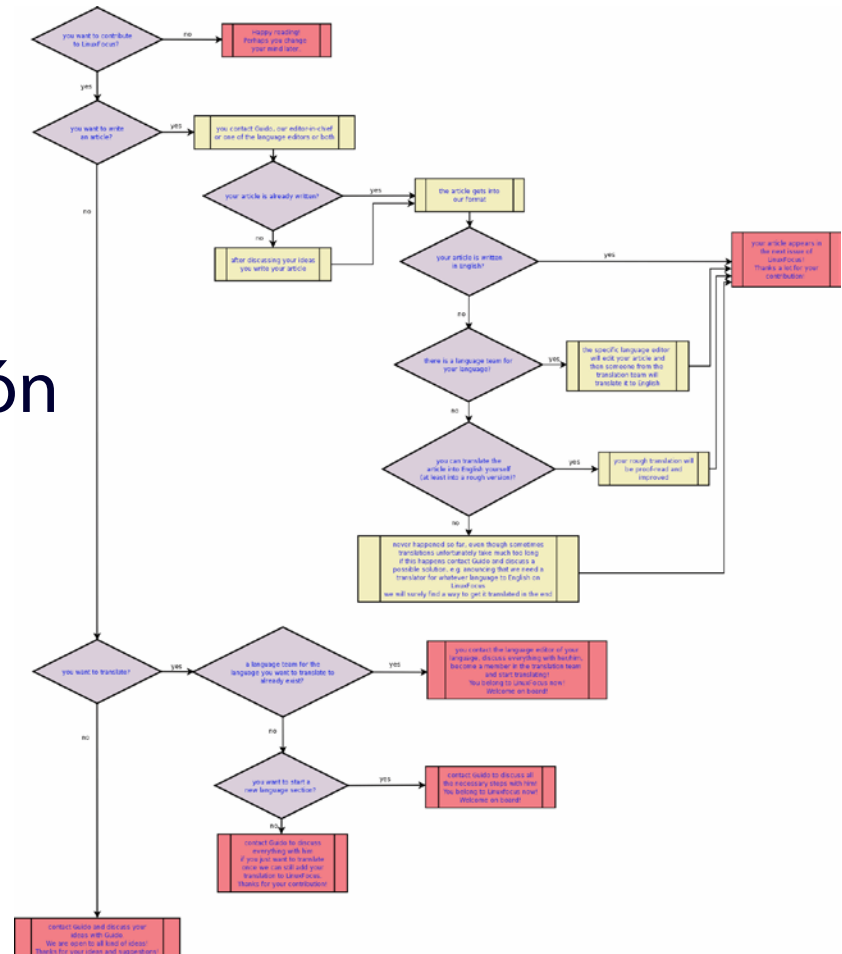 you want to contribute
to LinuxFocus?
no
Happy reading!
Perhaps you change
your mind later.
yes
you want to write
an article?
yes
you contact Guido, our editor-in-chief
or one of the language editors or both
your article is already written?
yes
the article gets into
our format
no
no
after discussing your ideas
you write your article
your article is written
in English?
yes
your article appears in
the next issue of
LinuxFocus!
Thanks a lot for your
contribution!
no
there is a language team for
your language?
yes
the specific language editor
will edit your article and
then someone from the
translation team will
translate it to English
ón
no
you can translate the
article into English yourself
(at least into a rough version)?
yes
your rough translation will
be proof-read and
improved
no
never happened so far, even though sometimes
translations unfortunately take much too long
if this happens contact Guido and discuss a
possible solution, e.g. anouncing that we need a
translator for whatever language to English on
LinuxFocus
we will surely find a way to get it translated in the end
you want to translate?
yes
a language team for the
language you want to translate to
already exist?
yes
you contact the language editor of your
language, discuss everything with her/him,
become a member in the translation team
and start translating!
You belong to LinuxFocus now!
Welcome on board!
no
no
you want to start a
new language section?
yes
contact Guido to discuss all
the necessary steps with him!
You belong to LinuxFocus now!
Welcome on board!
no
contact Guido to discuss
everything with him
if you just want to translate
once we can still add your
translation to LinuxFocus.
Thanks for your contribution!
contact Guido and discuss your
ideas with Guido
We are open to all kind of ideas!
Thanks for your ideas and suggestions!